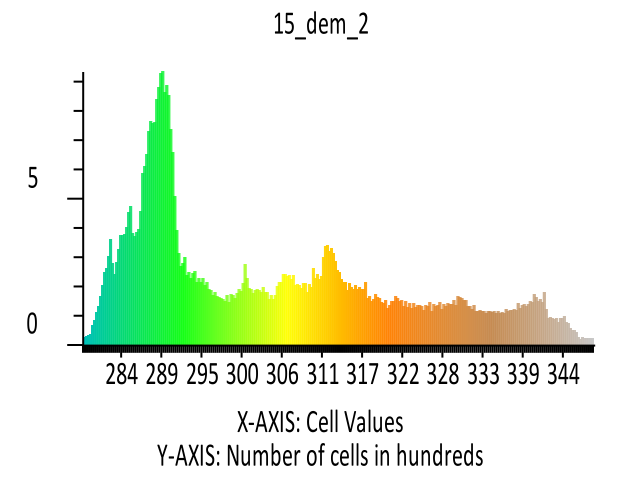 15_dem_2
5
0
284 289 295 300 306 311 317 322 328 333 339 344
X-AXIS: Cell Values
Y-AXIS: Number of cells in hundreds